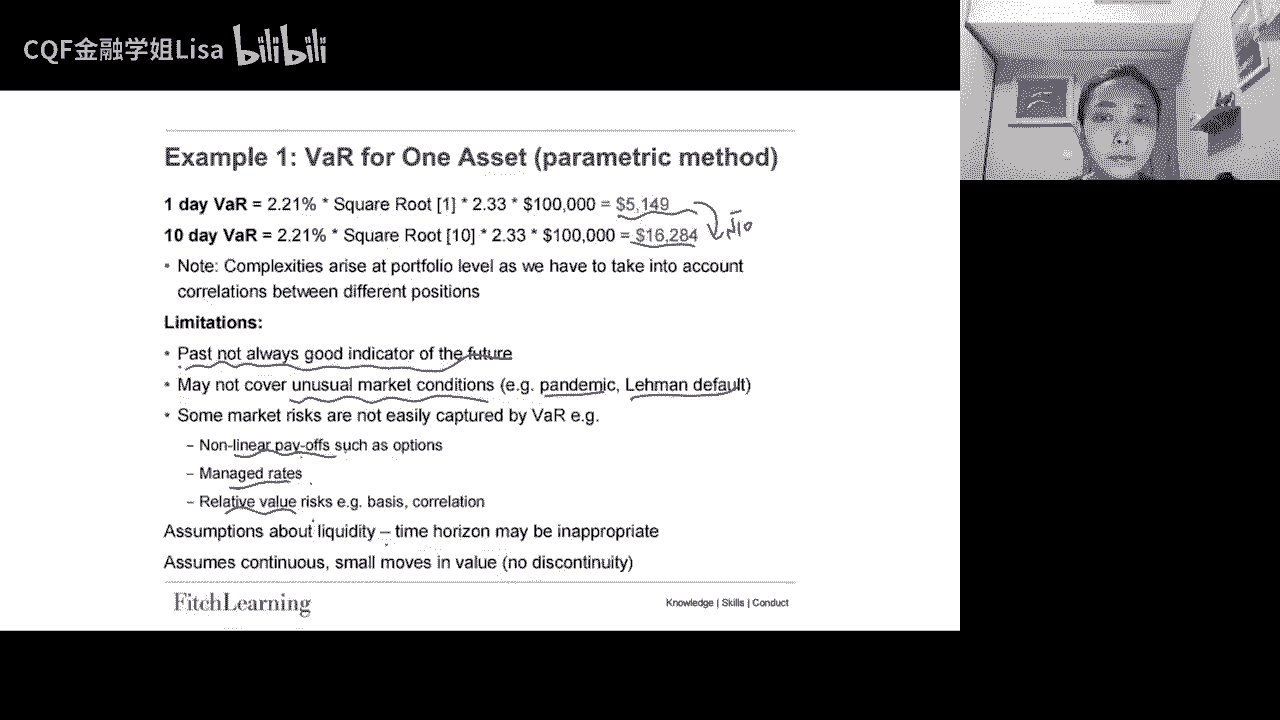 CQF金融学姐Lisa bilibili
Example 1: VaR for One Asset (parametric method)
1 day VaR = 2.21% * Square Root [1] * 2.33 * $100,000 = $5,149
10 day VaR = 2.21% * Square Root [10] * 2.33 * $100,000 = $16,284
√10
• Note: Complexities arise at portfolio level as we have to take into account
correlations between different positions
Limitations:
• Past not always good indicator of the future
• May not cover unusual market conditions (e.g. pandemic, Lehman default)
• Some market risks are not easily captured by VaR e.g.
– Non-linear pay-offs such as options
– Managed rates
– Relative value risks e.g. basis, correlation
Assumptions about liquidity – time horizon may be inappropriate
Assumes continuous, small moves in value (no discontinuity)
FitchLearning
Knowledge | Skills | Conduct